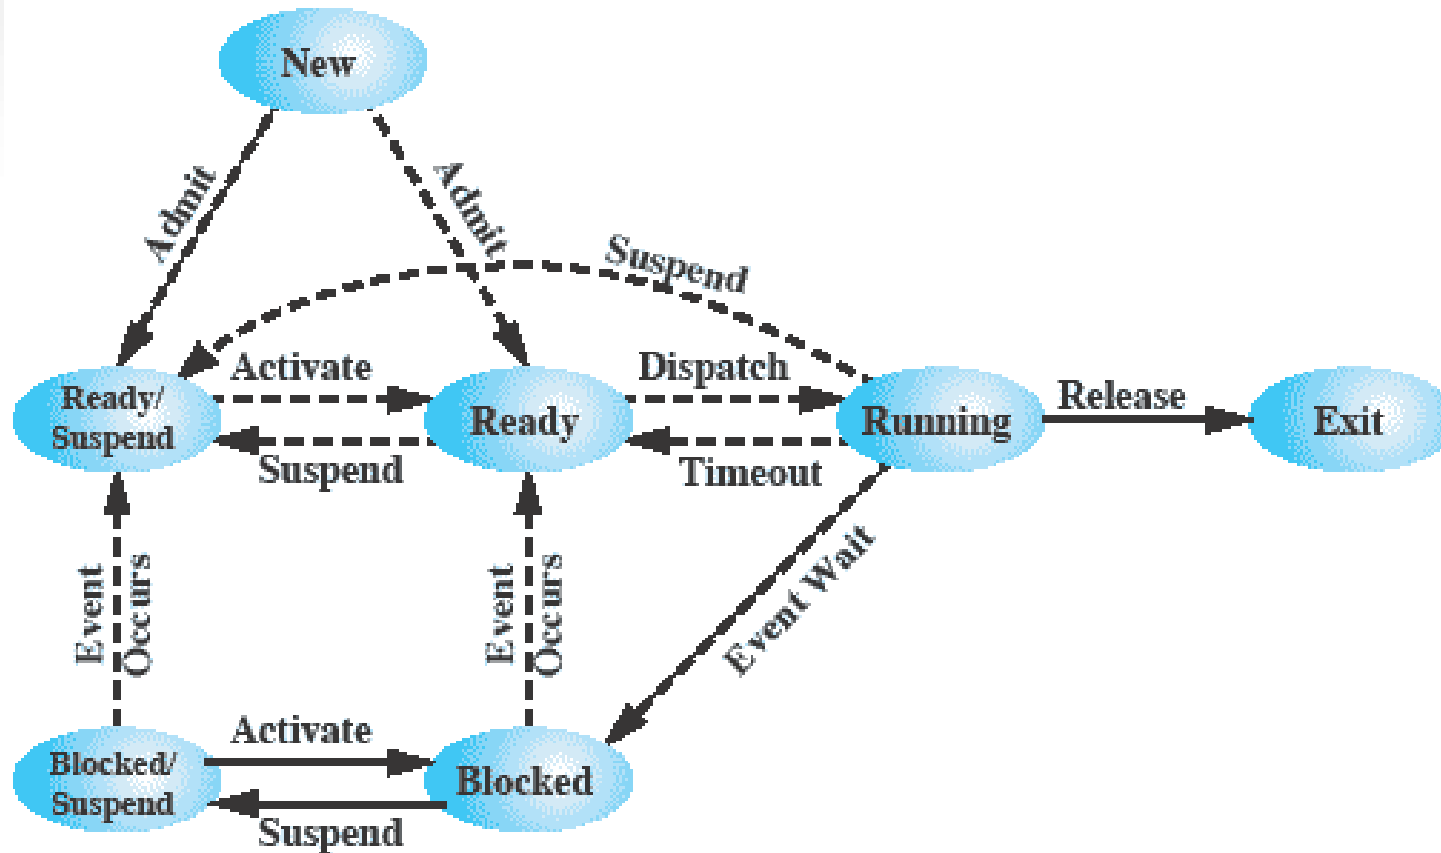 New
Admit
Admit
Suspend
Activate
Dispatch
Release
Ready/
Suspend
Ready
Running
Exit
Suspend
Timeout
Event
Occurs
Event
Occurs
Event Wait
Activate
Blocked/
Suspend
Blocked
Suspend